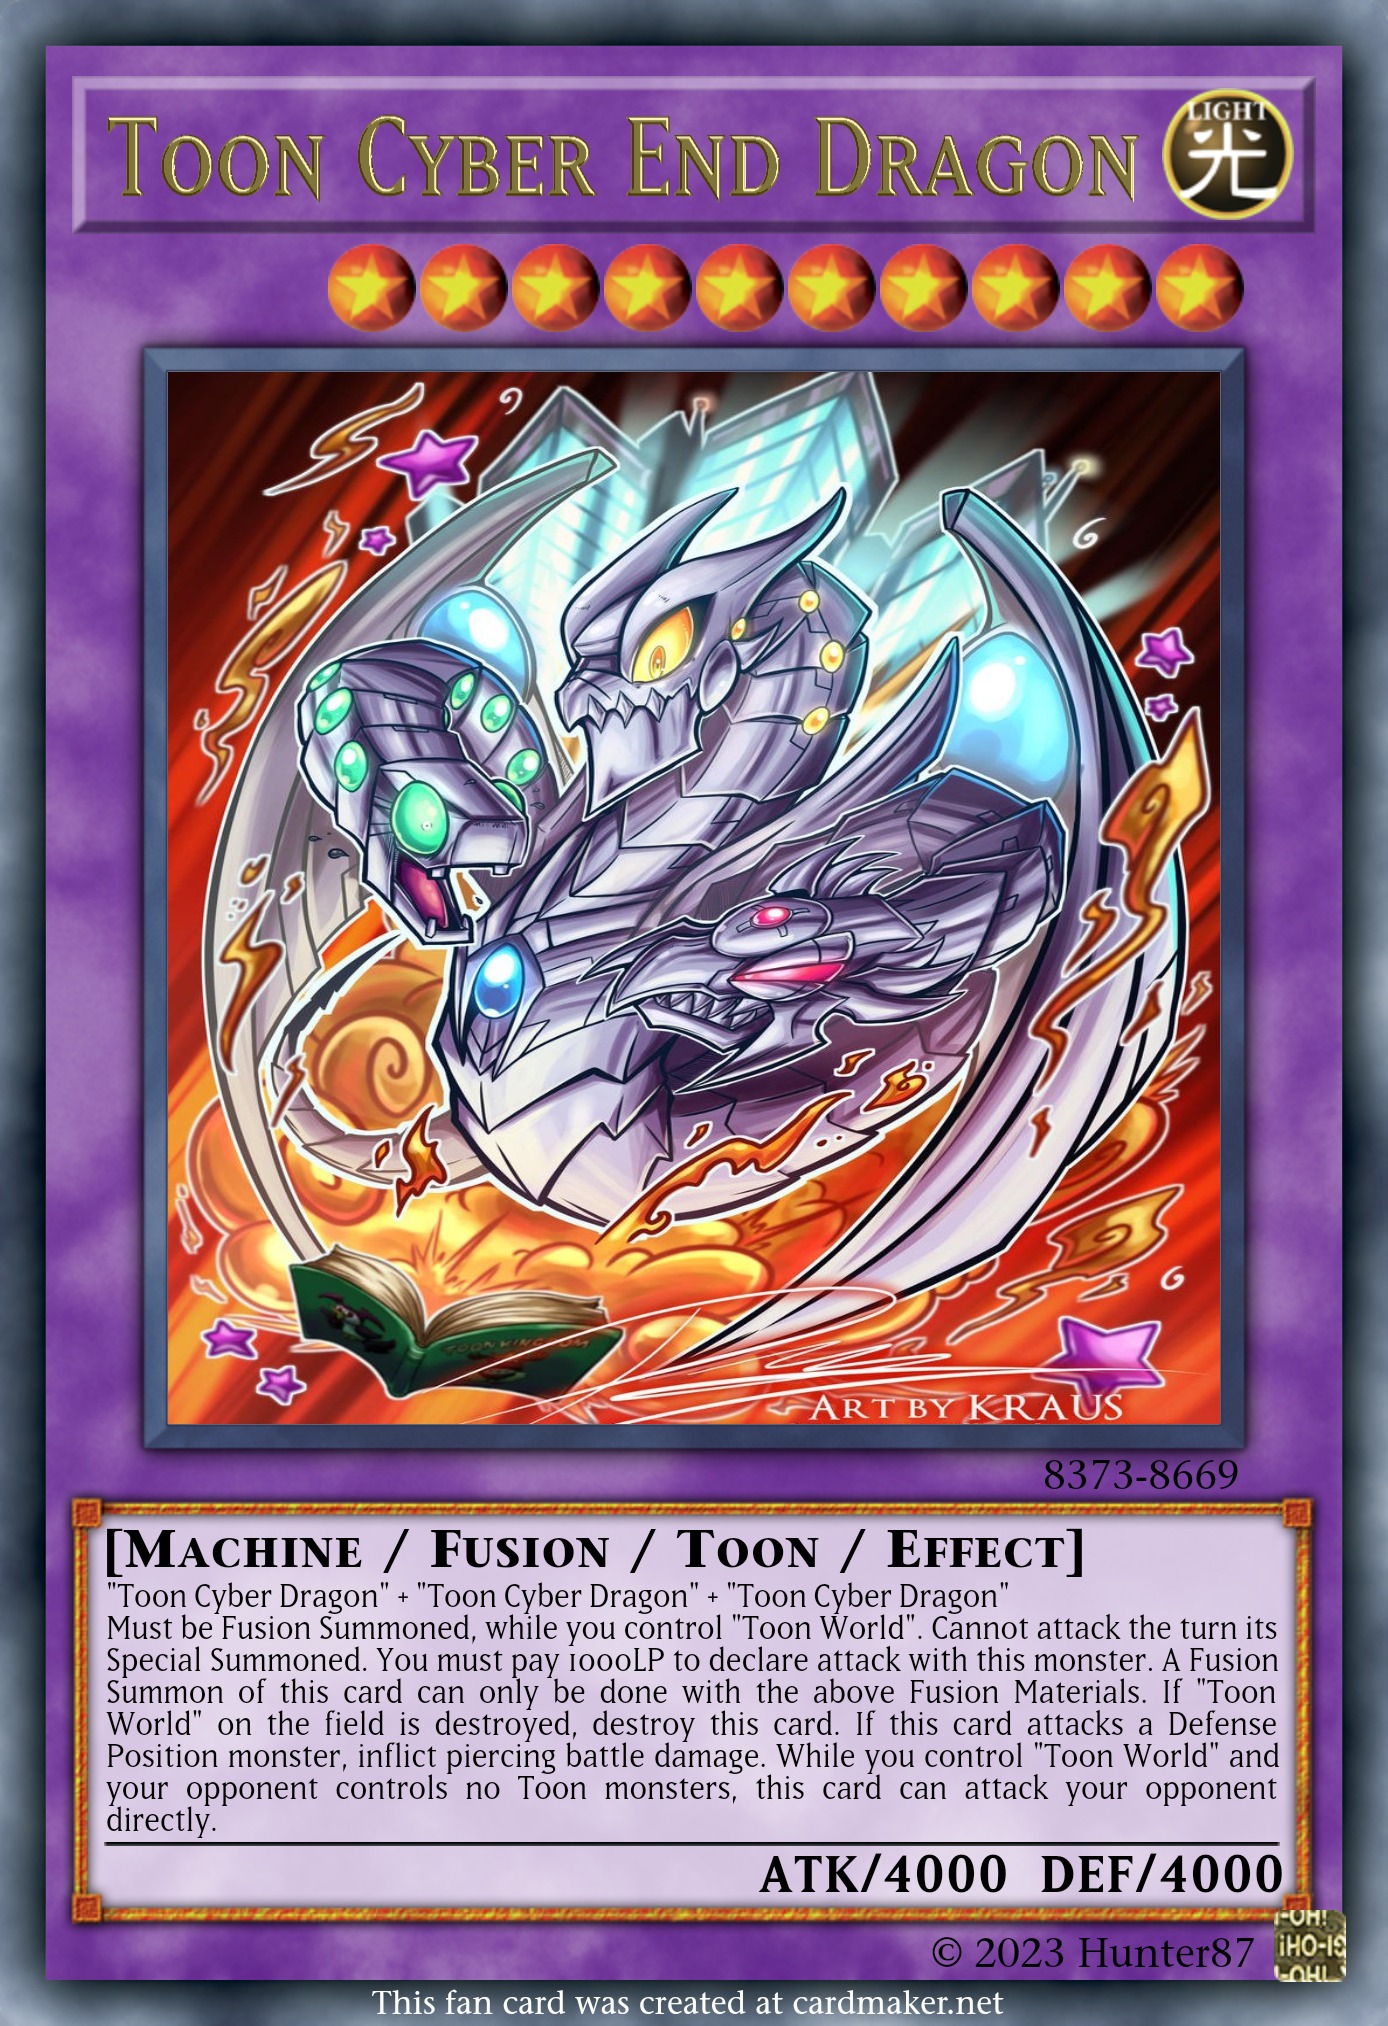 Toon Cyber End Dragon
LIGHT
光
TOON KINGDOM
Art by KRAUS
8373-8669
[Machine / Fusion / Toon / Effect]
"Toon Cyber Dragon" + "Toon Cyber Dragon" + "Toon Cyber Dragon"
Must be Fusion Summoned, while you control "Toon World". Cannot attack the turn its
Special Summoned. You must pay 1000LP to declare attack with this monster. A Fusion
Summon of this card can only be done with the above Fusion Materials. If "Toon
World" on the field is destroyed, destroy this card. If this card attacks a Defense
Position monster, inflict piercing battle damage. While you control "Toon World" and
your opponent controls no Toon monsters, this card can attack your opponent
directly.
ATK/4000 DEF/4000
© 2023 Hunter87
This fan card was created at cardmaker.net